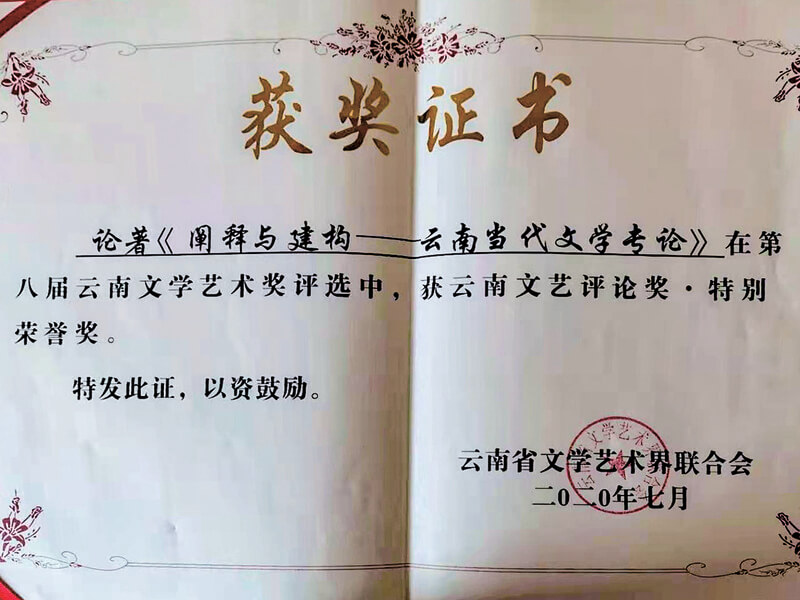 获奖证书
论著《阐释与建构——云南当代文学专论》在第
八届云南文学艺术奖评选中，获云南文艺评论奖·特别
荣誉奖。
特发此证，以资鼓励。
云南省文学艺术界联合会
二〇二〇年七月